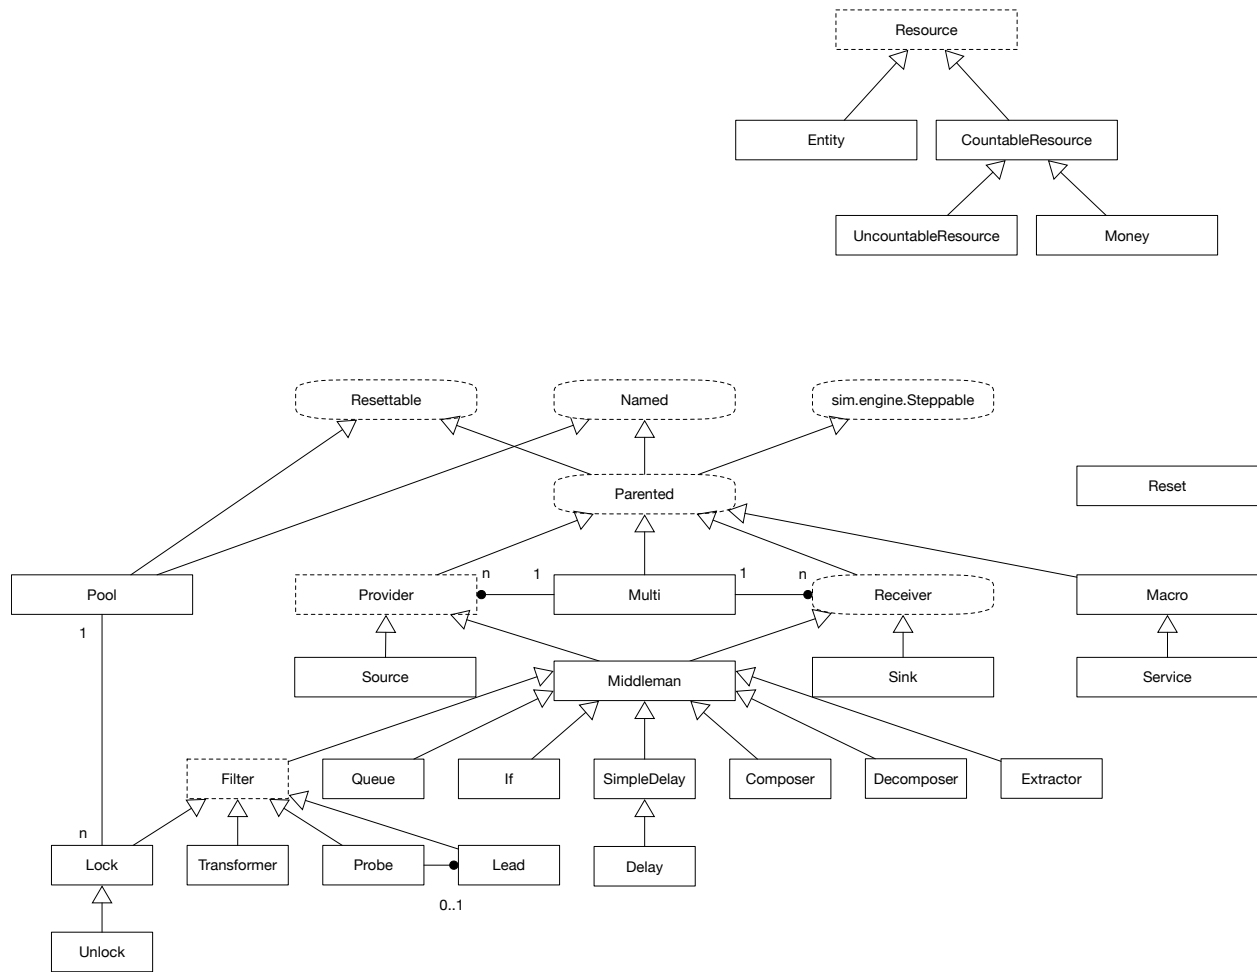 Resource
Entity
CountableResource
UncountableResource
Money
Resettable
Named
sim.engine.Steppable
Parented
Reset
n
1
1
n
Pool
Provider
Multi
Receiver
Macro
1
Source
Middleman
Sink
Service
Filter
Queue
If
SimpleDelay
Composer
Decomposer
Extractor
n
Lock
Transformer
Probe
Lead
Delay
0..1
Unlock